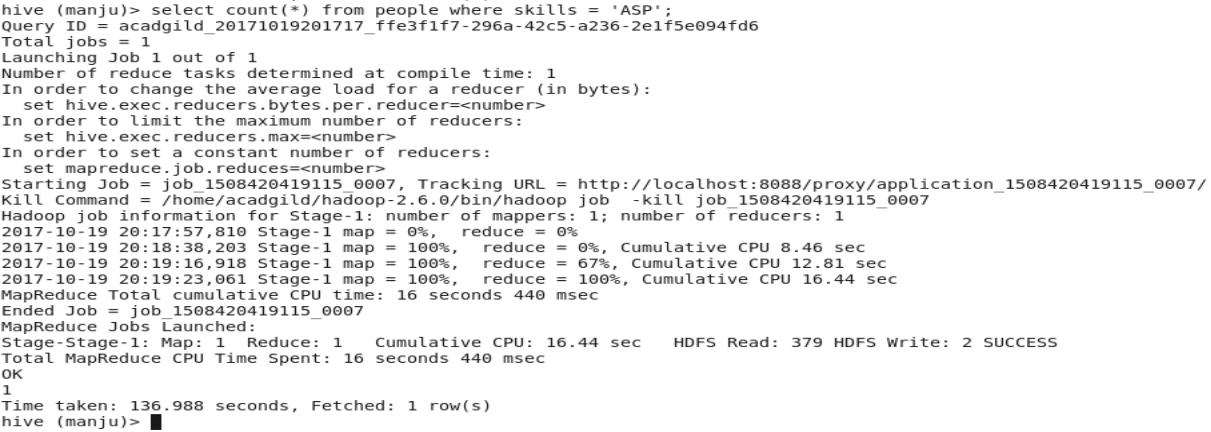 hive (manju)> select count(*) from people where skills = 'ASP';
Query ID = acadgild_20171019201717_ffe3f1f7-296a-42c5-a236-2e1f5e094fd6
Total jobs = 1
Launching Job 1 out of 1
Number of reduce tasks determined at compile time: 1
In order to change the average load for a reducer (in bytes):
  set hive.exec.reducers.bytes.per.reducer=<number>
In order to limit the maximum number of reducers:
  set hive.exec.reducers.max=<number>
In order to set a constant number of reducers:
  set mapreduce.job.reduces=<number>
Starting Job = job_1508420419115_0007, Tracking URL = http://localhost:8088/proxy/application_1508420419115_0007/
Kill Command = /home/acadgild/hadoop-2.6.0/bin/hadoop job  -kill job_1508420419115_0007
Hadoop job information for Stage-1: number of mappers: 1; number of reducers: 1
2017-10-19 20:17:57,810 Stage-1 map = 0%,  reduce = 0%
2017-10-19 20:18:38,203 Stage-1 map = 100%,  reduce = 0%, Cumulative CPU 8.46 sec
2017-10-19 20:19:16,918 Stage-1 map = 100%,  reduce = 67%, Cumulative CPU 12.81 sec
2017-10-19 20:19:23,061 Stage-1 map = 100%,  reduce = 100%, Cumulative CPU 16.44 sec
MapReduce Total cumulative CPU time: 16 seconds 440 msec
Ended Job = job_1508420419115_0007
MapReduce Jobs Launched:
Stage-Stage-1: Map: 1  Reduce: 1   Cumulative CPU: 16.44 sec   HDFS Read: 379 HDFS Write: 2 SUCCESS
Total MapReduce CPU Time Spent: 16 seconds 440 msec
OK
1
Time taken: 136.988 seconds, Fetched: 1 row(s)
hive (manju)>